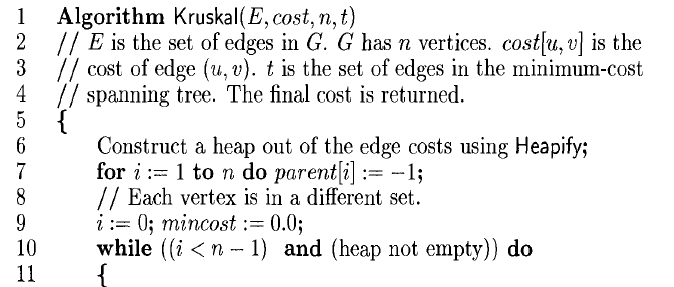 1 Algorithm Kruskal(E, cost, n, t)
2 // E is the set of edges in G. G has n vertices. cost[u, v] is the
3 // cost of edge (u, v). t is the set of edges in the minimum-cost
4 // spanning tree. The final cost is returned.
5 {
6 Construct a heap out of the edge costs using Heapify;
7 for i := 1 to n do parent[i] := −1;
8 // Each vertex is in a different set.
9 i := 0; mincost := 0.0;
10 while ((i < n − 1) and (heap not empty)) do
11 {